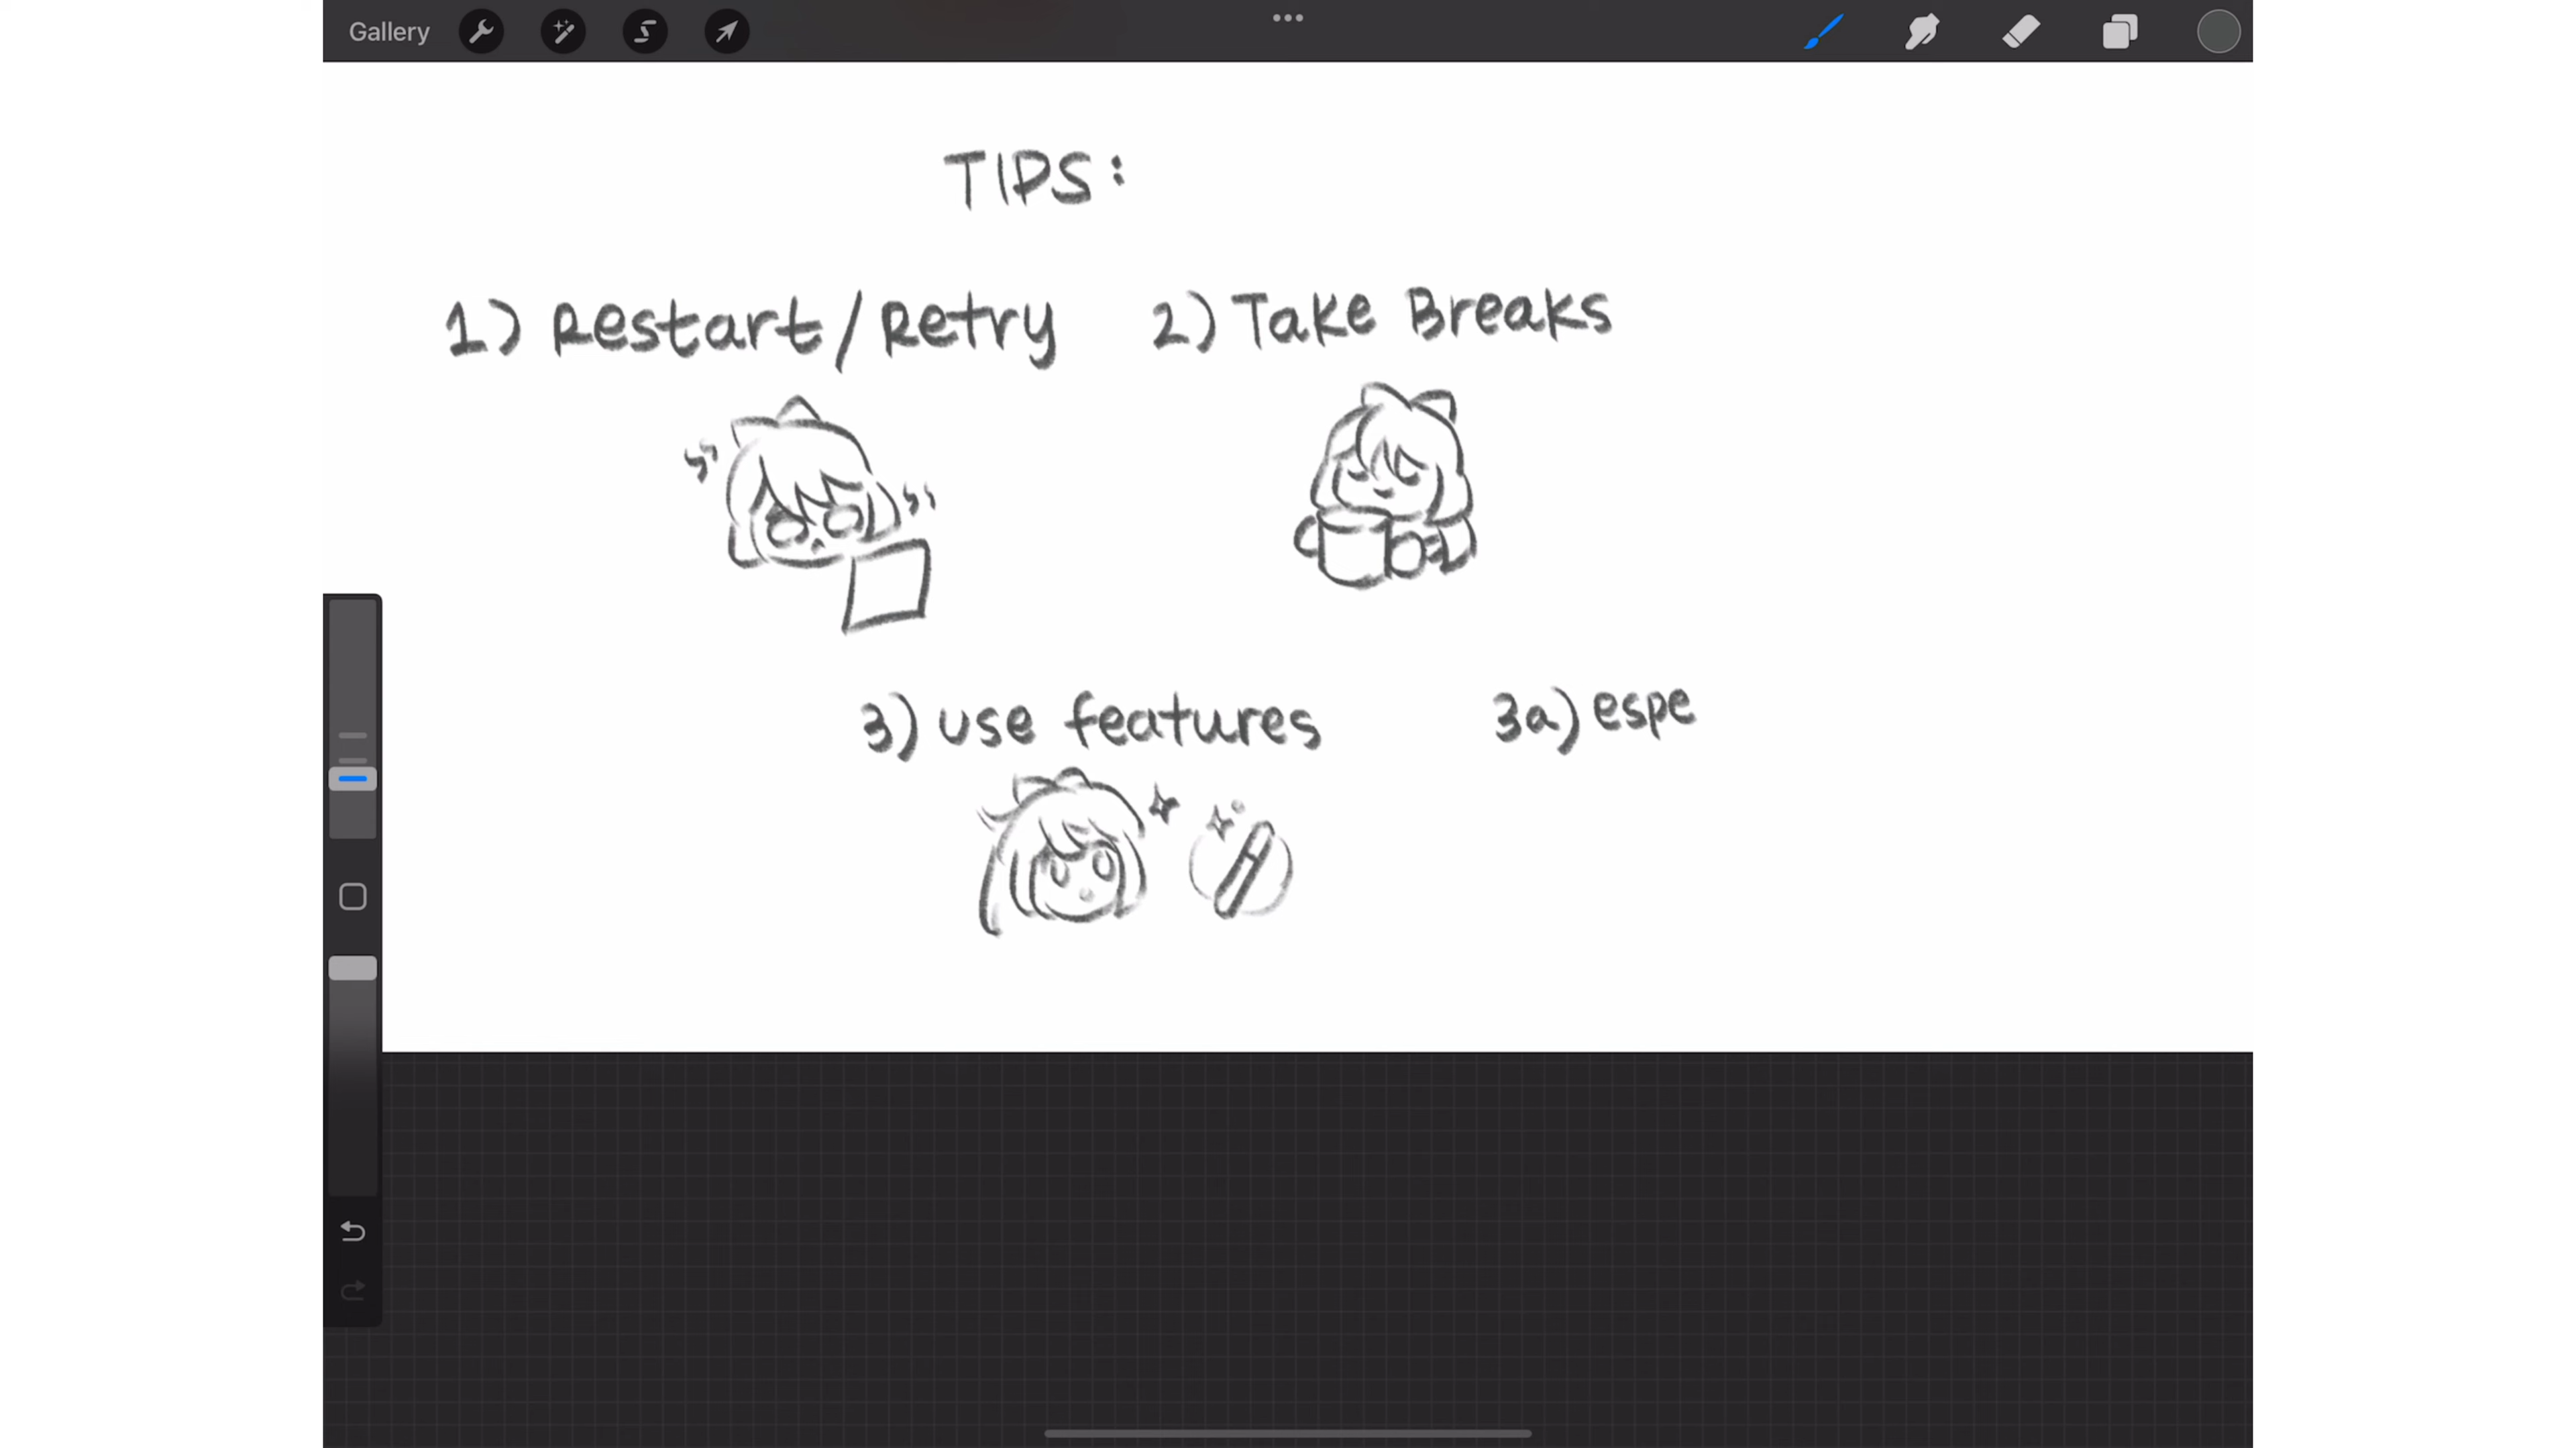 Gallery
TIPS:
1) Restart/Retry
2) Take Breaks
3) use features
3a) espe